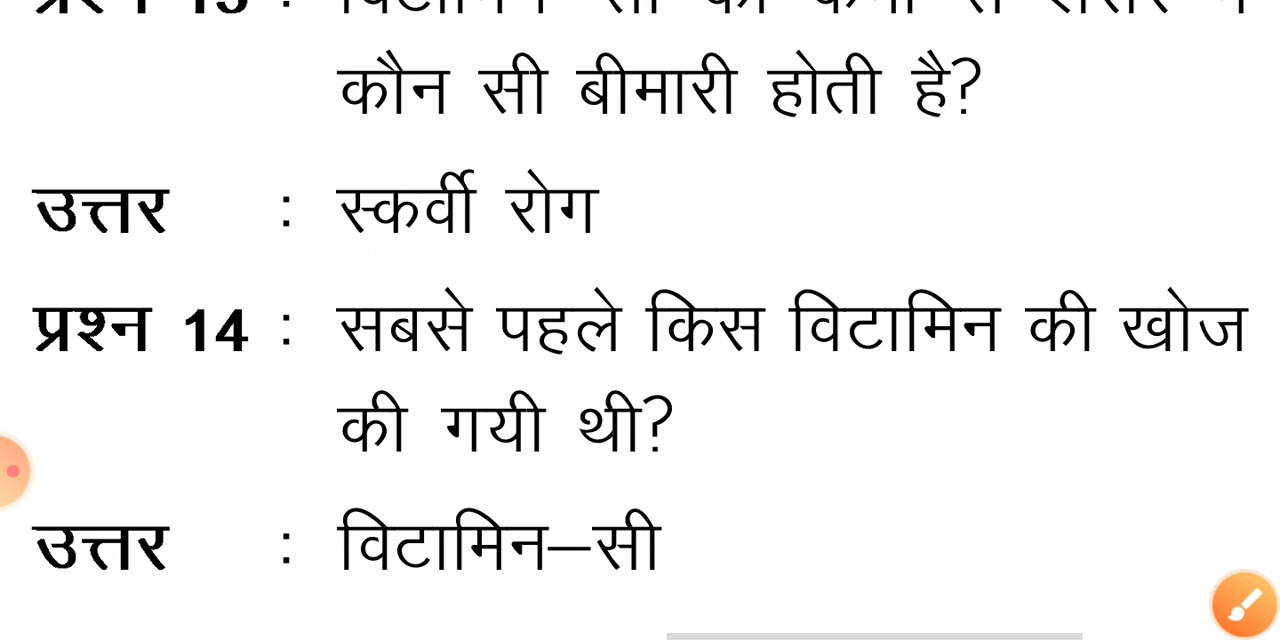 कौन सी बीमारी होती है?
उत्तर : स्कर्वी रोग
प्रश्न 14 : सबसे पहले किस विटामिन की खोज
की गयी थी?
उत्तर : विटामिन–सी